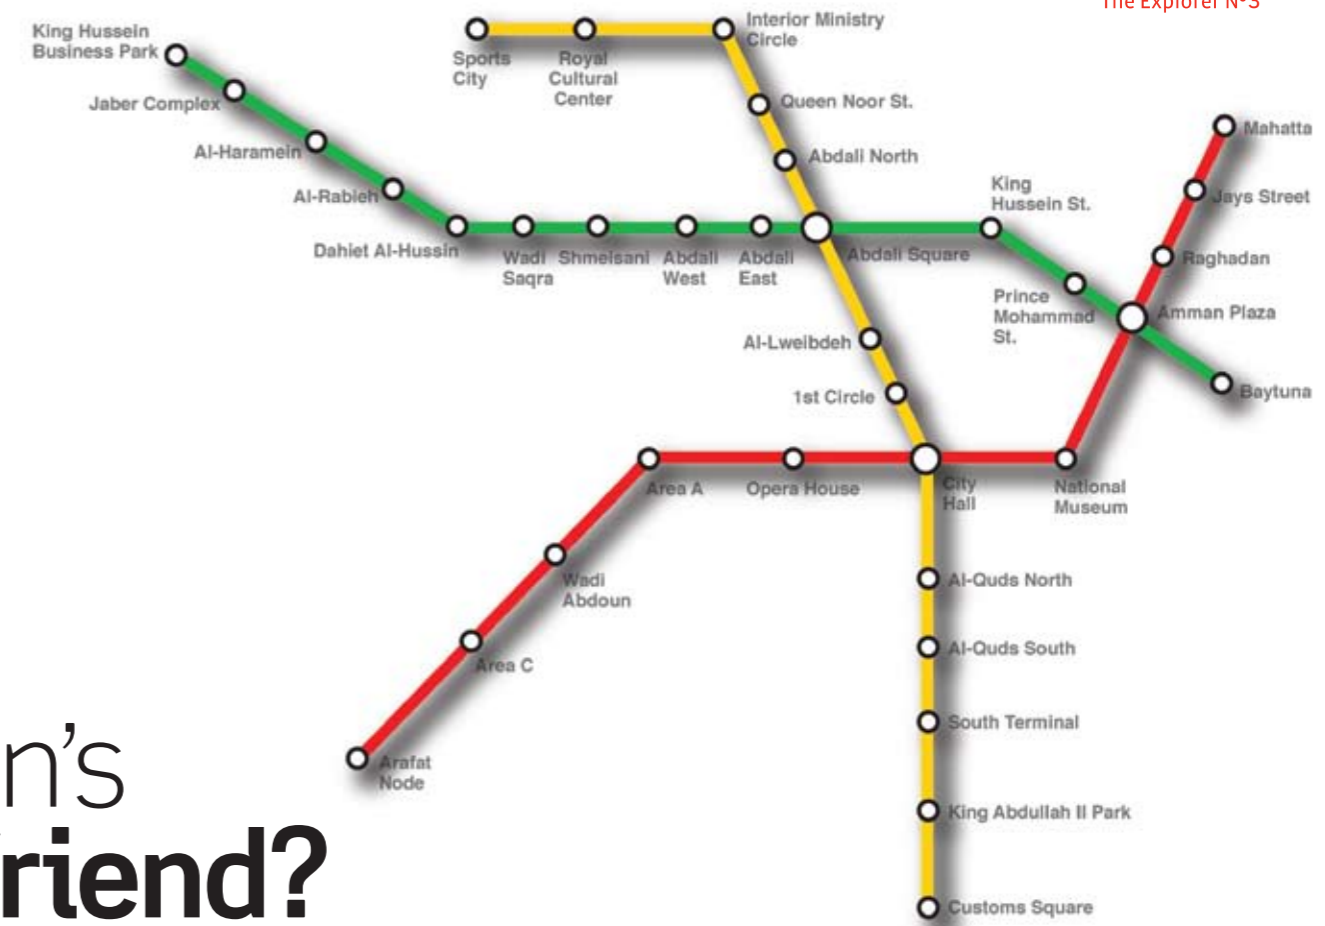 The Explorer Nº3
King Hussein
Business Park
Jaber Complex
Al-Haramein
Al-Rabieh
Dahiet Al-Hussin
Wadi
Saqra
Shmeisani
Abdali
West
Abdali
East
Abdali Square
King
Hussein St.
Prince
Mohammad
St.
Amman Plaza
Baytuna
Sports
City
Royal
Cultural
Center
Interior Ministry
Circle
Queen Noor St.
Abdali North
Al-Lweibdeh
1st Circle
City
Hall
Al-Quds North
Al-Quds South
South Terminal
King Abdullah II Park
Customs Square
Mahatta
Jays Street
Raghadan
National
Museum
Opera House
Area A
Wadi
Abdoun
Area C
Arafat
Node
n's
riend?